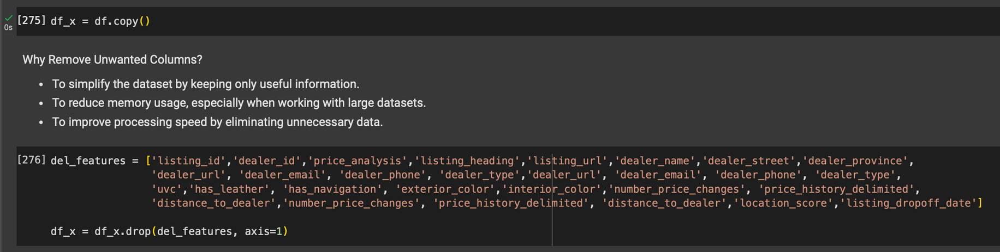 [275] df_x = df.copy()
0s
Why Remove Unwanted Columns?
• To simplify the dataset by keeping only useful information.
• To reduce memory usage, especially when working with large datasets.
• To improve processing speed by eliminating unnecessary data.
[276] del_features = ['listing_id','dealer_id','price_analysis','listing_heading','listing_url','dealer_name','dealer_street','dealer_province',
'dealer_url', 'dealer_email', 'dealer_phone', 'dealer_type','dealer_url', 'dealer_email', 'dealer_phone', 'dealer_type',
'uvc','has_leather', 'has_navigation', 'exterior_color','interior_color','number_price_changes', 'price_history_delimited',
'distance_to_dealer','number_price_changes', 'price_history_delimited', 'distance_to_dealer','location_score','listing_dropoff_date']
df_x = df_x.drop(del_features, axis=1)